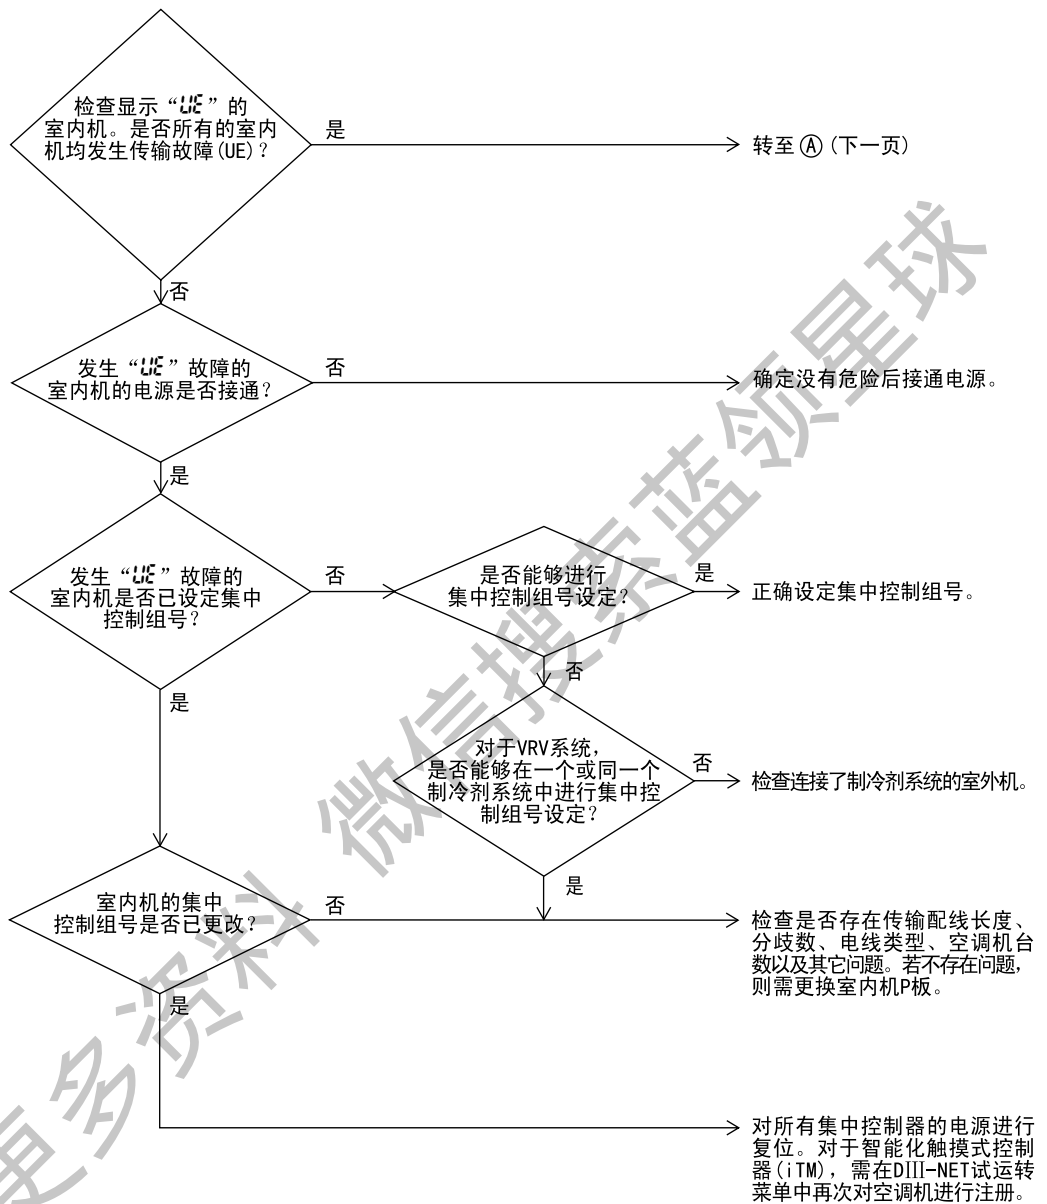 检查显示“UE”的
室内机。是否所有的室内
机均发生传输故障(UE)?
是
转至Ⓐ(下一页)
否
发生“UE”故障的
室内机的电源是否接通?
否
确定没有危险后接通电源。
是
发生“UE”故障的
室内机是否已设定集中
控制组号?
否
是否能够进行
集中控制组号设定?
是
正确设定集中控制组号。
否
是
对于VRV系统,
是否能够在一个或同一个
制冷剂系统中进行集中控
制组号设定?
否
检查连接了制冷剂系统的室外机。
是
室内机的集中
控制组号是否已更改?
否
检查是否存在传输配线长度、
分歧数、电线类型、空调机台
数以及其它问题。若不存在问题,
则需更换室内机P板。
是
对所有集中控制器的电源进行
复位。对于智能化触摸式控制
器(iTM),需在DIII-NET试运转
菜单中再次对空调机进行注册。
更多资料 微信搜索蓝领星球